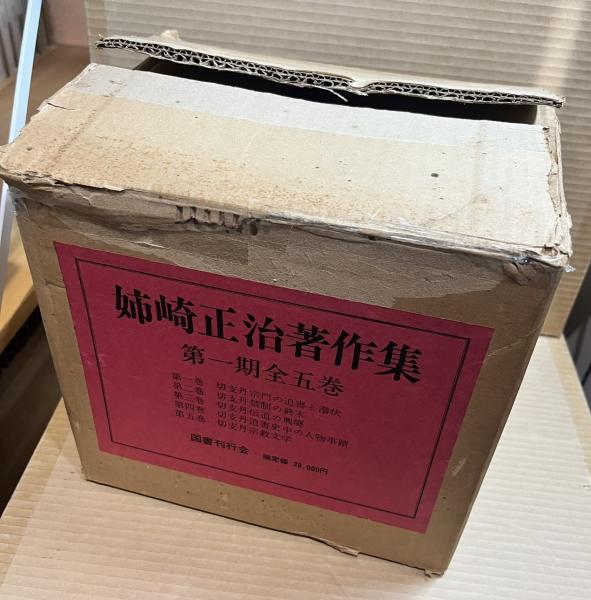 姉崎正治著作集
第一期全五巻
第一巻 切支丹宗門の迫害と潜伏
第二巻 切支丹禁制の終末
第三巻 切支丹伝道の興廃
第四巻 切支丹迫害史中の人物事蹟
第五巻 切支丹宗教文学
国書刊行会 限定価 28,000円